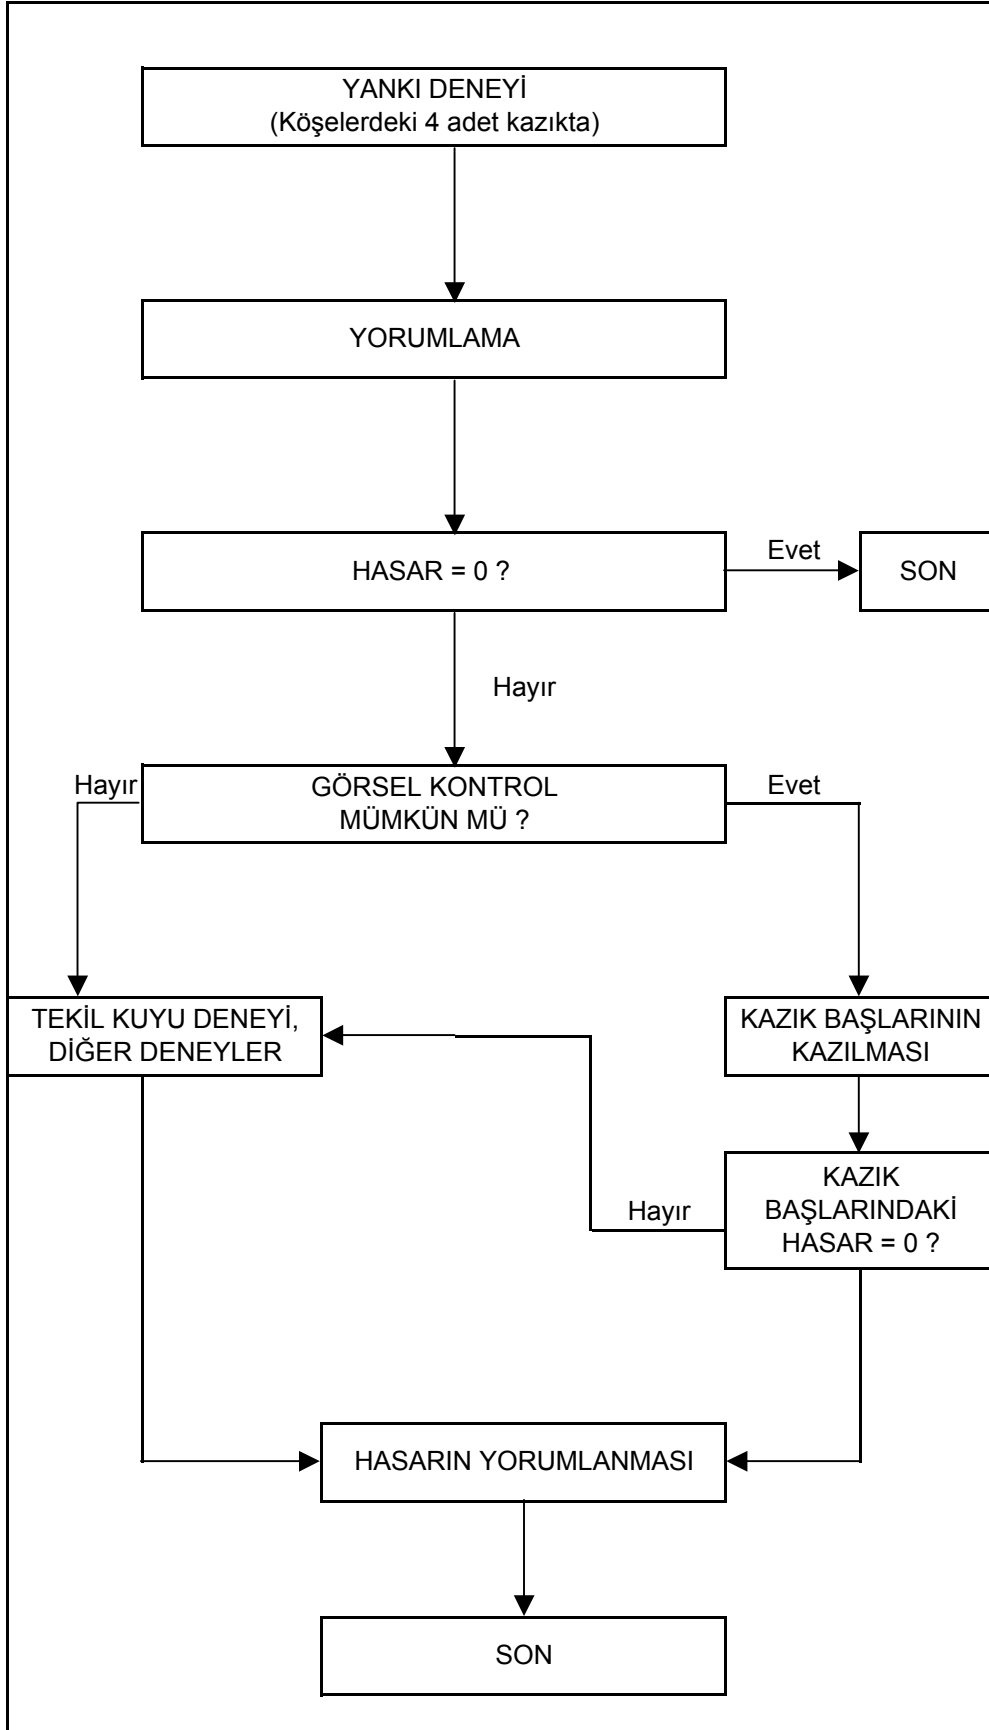 YANKI DENEYİ
(Köşelerdeki 4 adet kazıkta)
YORUMLAMA
HASAR = 0 ?
Evet
SON
Hayır
Hayır
GÖRSEL KONTROL
MÜMKÜN MÜ ?
Evet
TEKİL KUYU DENEYİ,
DİĞER DENEYLER
KAZIK BAŞLARININ
KAZILMASI
Hayır
KAZIK
BAŞLARINDAKİ
HASAR = 0 ?
HASARIN YORUMLANMASI
SON